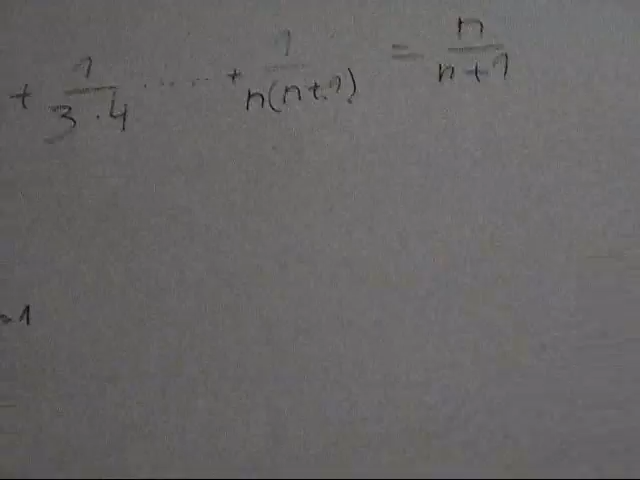 + 1/(3·4) ..... + 1/(n(n+1)) = n/(n+1)
1